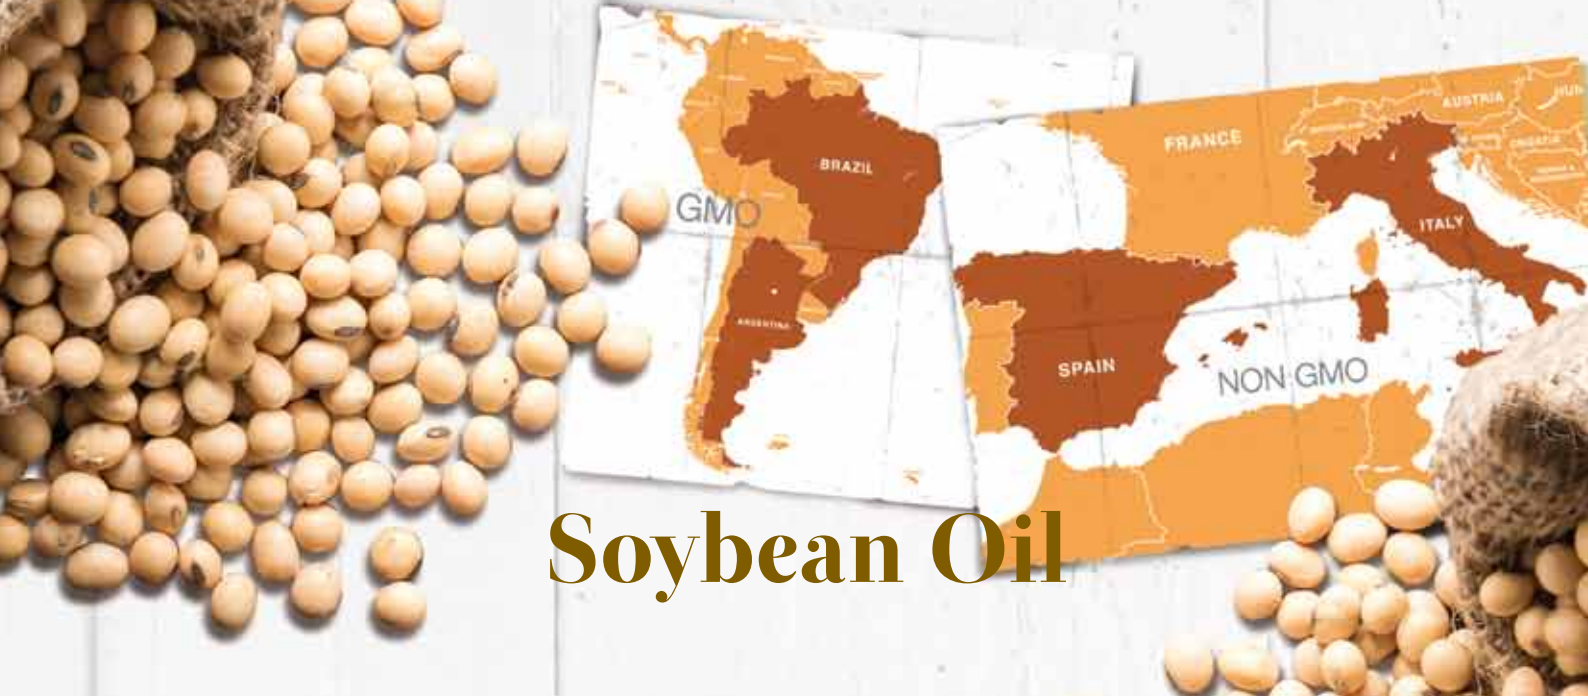 BRAZIL
GMO
ARGENTINA
FRANCE
AUSTRIA
ITALY
SPAIN
NON GMO
Soybean Oil